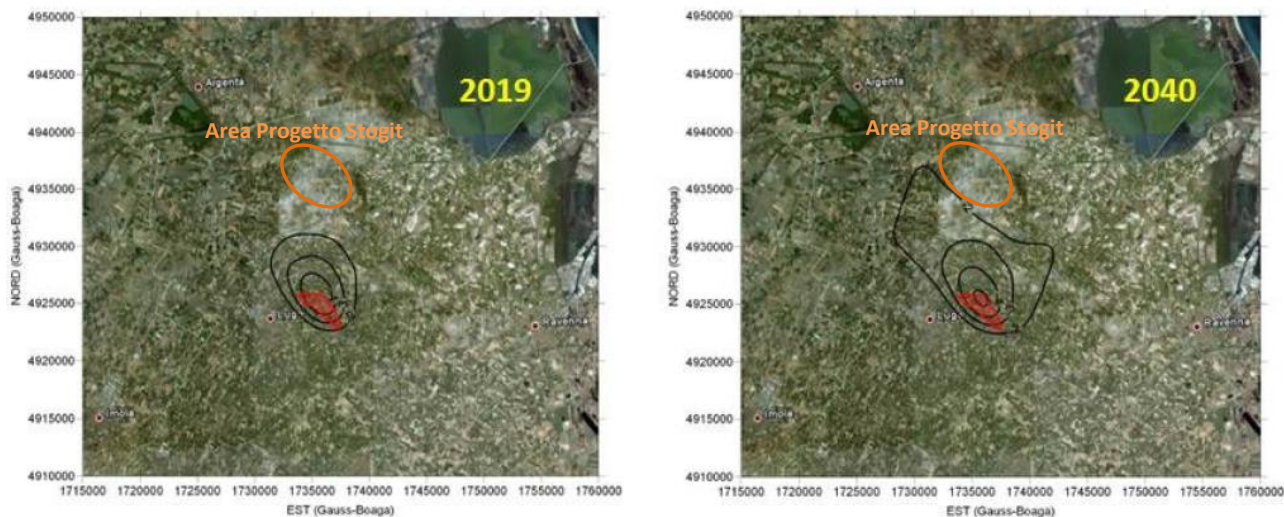 4950000
4945000
4940000
4935000
4930000
4925000
4920000
4915000
4910000
NORD (Gauss-Boaga)
Argenta
2019
Area Progetto Stogit
Lugo
Ravenna
Imola
1715000 1720000 1725000 1730000 1735000 1740000 1745000 1750000 1755000 1760000
EST (Gauss-Boaga)
4950000
4945000
4940000
4935000
4930000
4925000
4920000
4915000
4910000
NORD (Gauss-Boaga)
Argenta
2040
Area Progetto Stogit
Lugo
Ravenna
Imola
1715000 1720000 1725000 1730000 1735000 1740000 1745000 1750000 1755000 1760000
EST (Gauss-Boaga)